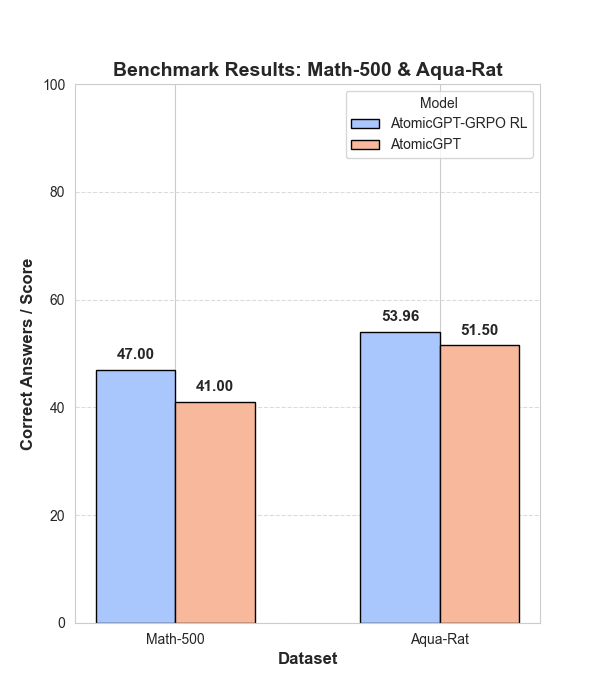 Benchmark Results: Math-500 & Aqua-Rat
Model
AtomicGPT-GRPO RL
AtomicGPT
Correct Answers / Score
100
80
60
40
20
0
47.00
41.00
53.96
51.50
Math-500
Aqua-Rat
Dataset